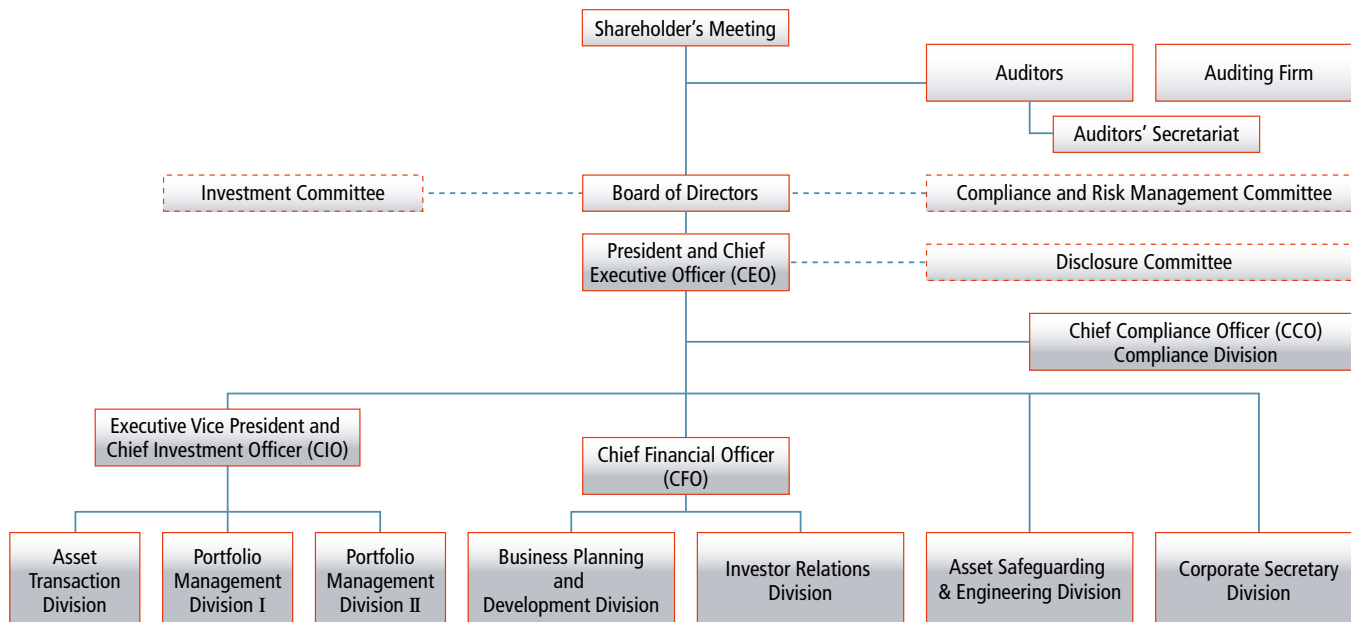 Shareholder's Meeting
Auditors
Auditing Firm
Auditors' Secretariat
Investment Committee
Board of Directors
Compliance and Risk Management Committee
President and Chief
Executive Officer (CEO)
Disclosure Committee
Chief Compliance Officer (CCO)
Compliance Division
Executive Vice President and
Chief Investment Officer (CIO)
Chief Financial Officer
(CFO)
Asset
Transaction
Division
Portfolio
Management
Division I
Portfolio
Management
Division II
Business Planning
and
Development Division
Investor Relations
Division
Asset Safeguarding
& Engineering Division
Corporate Secretary
Division